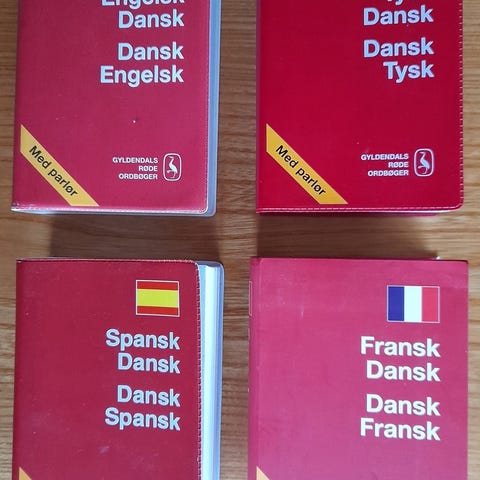 Engelsk
Dansk
Dansk
Engelsk
Med parlør
GYLDENDALS
RØDE
ORDBØGER
Tysk
Dansk
Dansk
Tysk
Med parlør
GYLDENDALS
RØDE
ORDBØGER
Spansk
Dansk
Dansk
Spansk
Fransk
Dansk
Dansk
Fransk